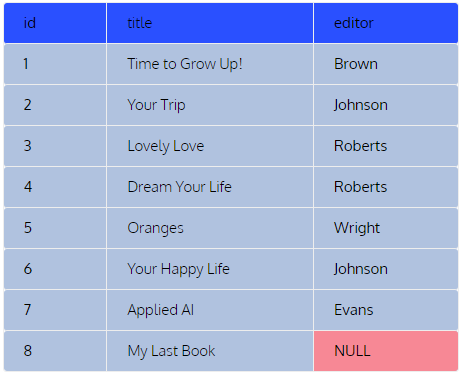 id title editor
1 Time to Grow Up! Brown
2 Your Trip Johnson
3 Lovely Love Roberts
4 Dream Your Life Roberts
5 Oranges Wright
6 Your Happy Life Johnson
7 Applied AI Evans
8 My Last Book NULL